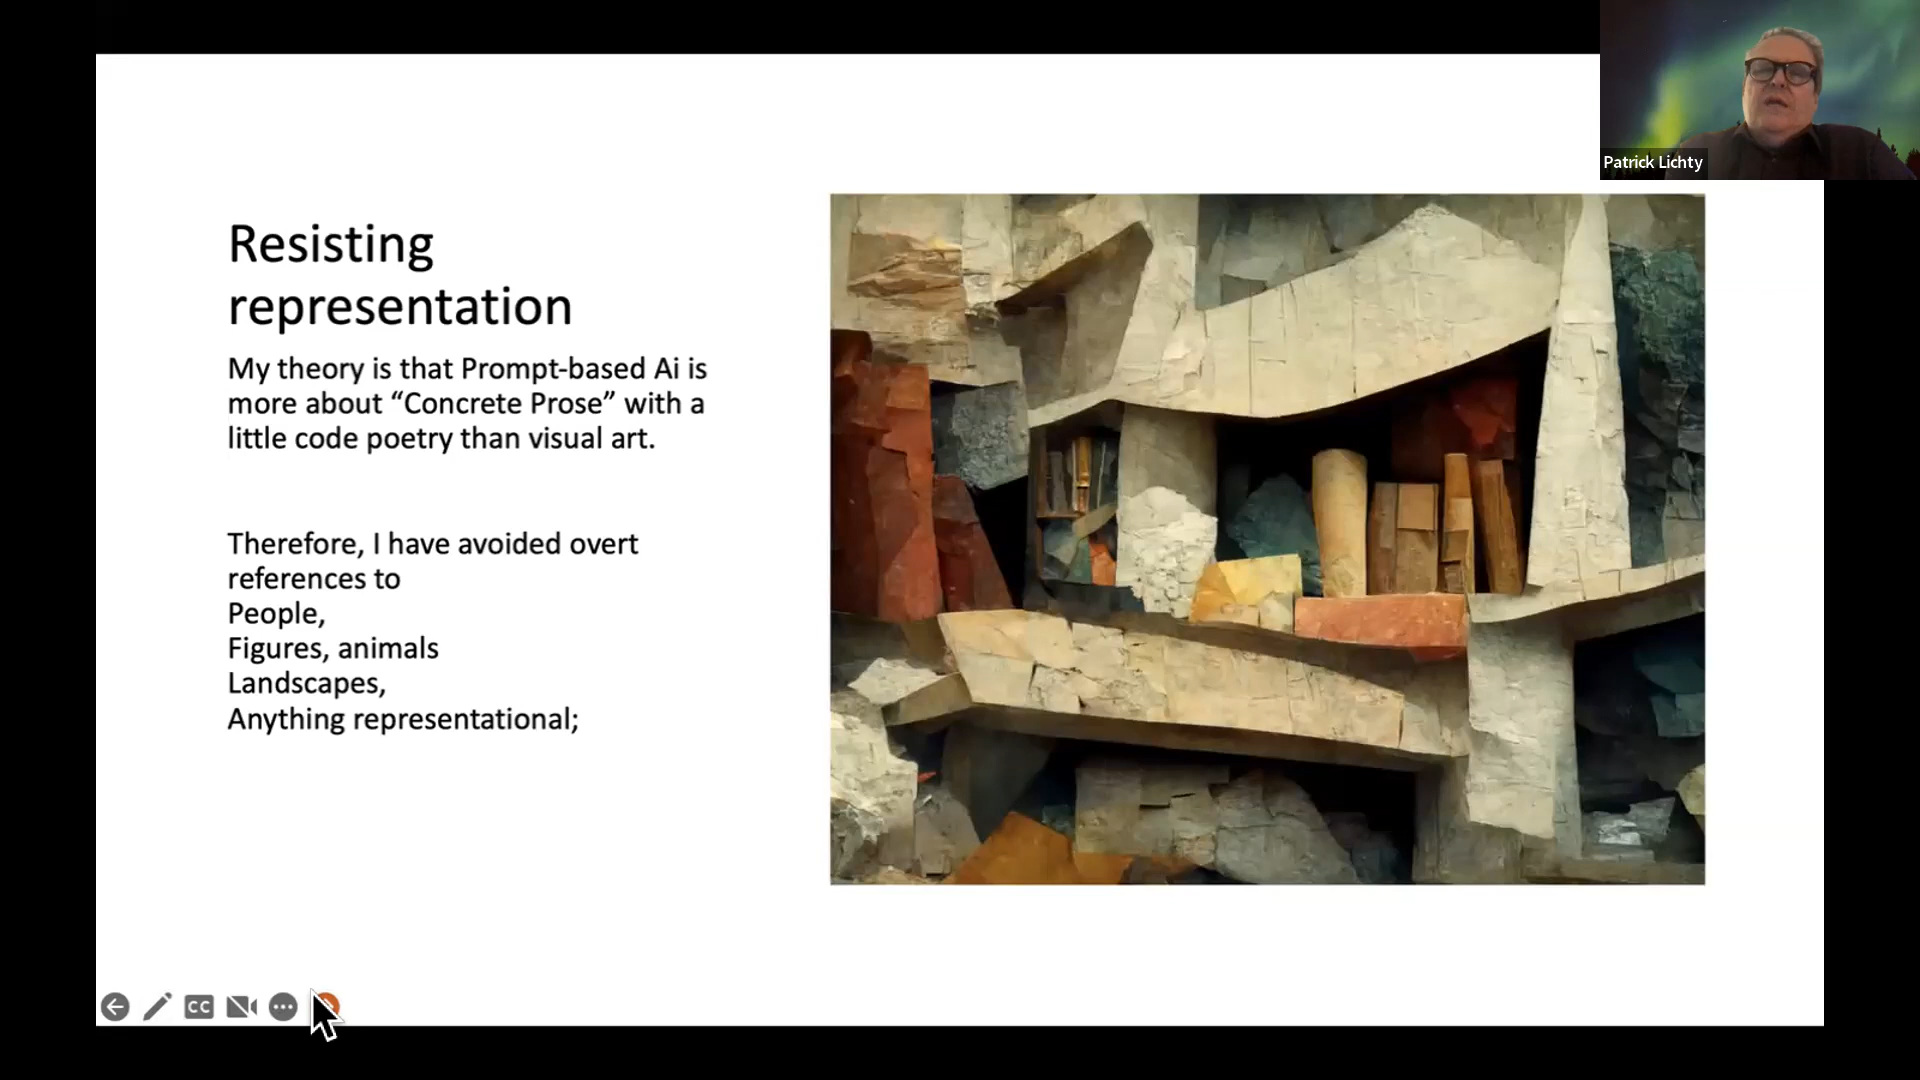 Patrick Lichty
Resisting
representation
My theory is that Prompt-based Ai is
more about “Concrete Prose” with a
little code poetry than visual art.
Therefore, I have avoided overt
references to
People,
Figures, animals
Landscapes,
Anything representational;
CC